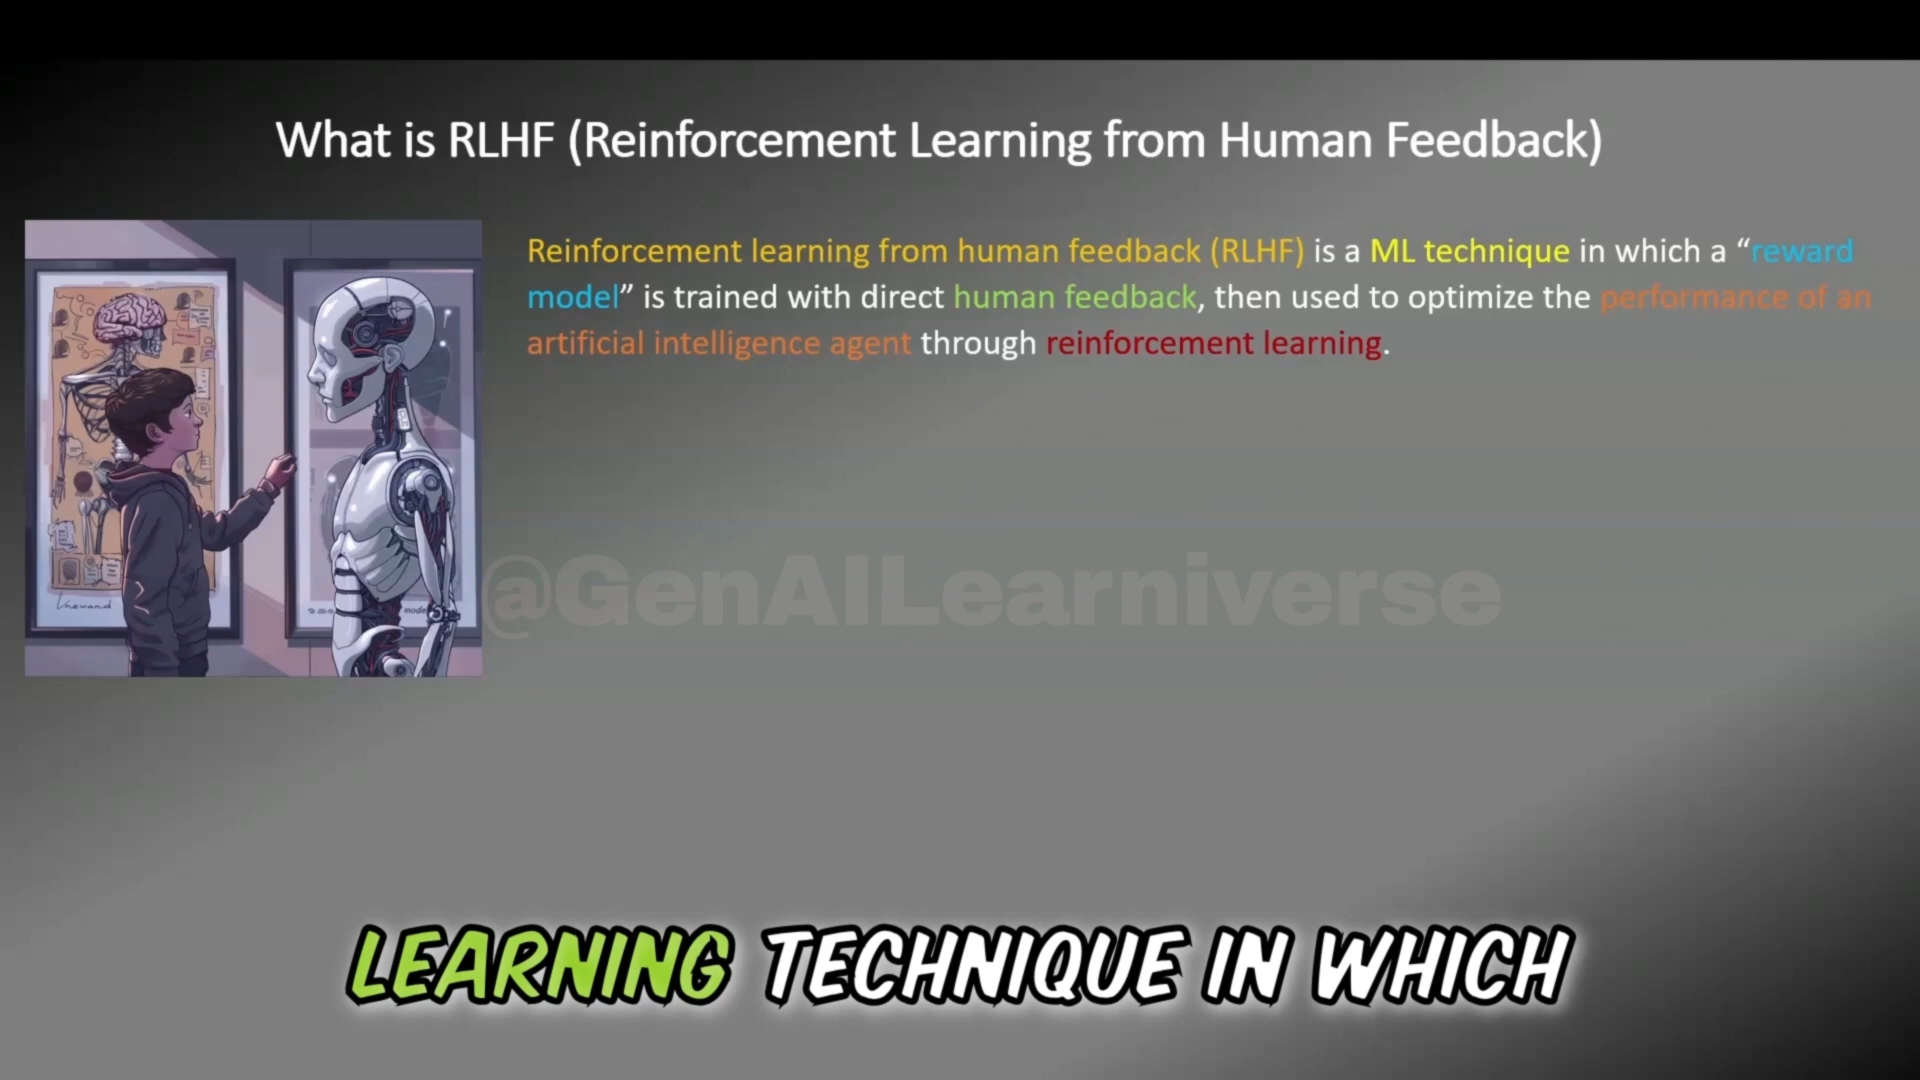 What is RLHF (Reinforcement Learning from Human Feedback)
Reinforcement learning from human feedback (RLHF) is a ML technique in which a “reward
model” is trained with direct human feedback, then used to optimize the performance of an
artificial intelligence agent through reinforcement learning.
@GenAILearniverse
LEARNING TECHNIQUE IN WHICH